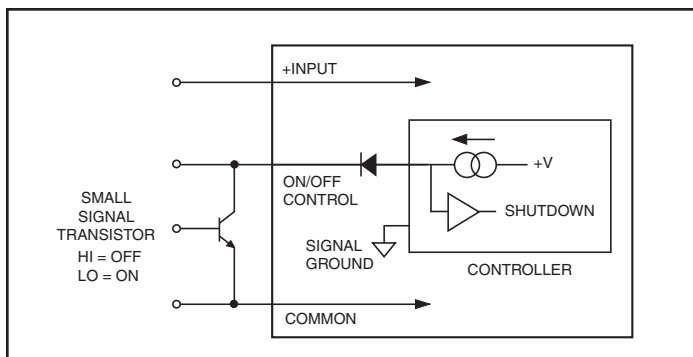 +INPUT
+V
ON/OFF
CONTROL
SMALL
SIGNAL
TRANSISTOR
HI = OFF
LO = ON
SHUTDOWN
SIGNAL
GROUND
CONTROLLER
COMMON